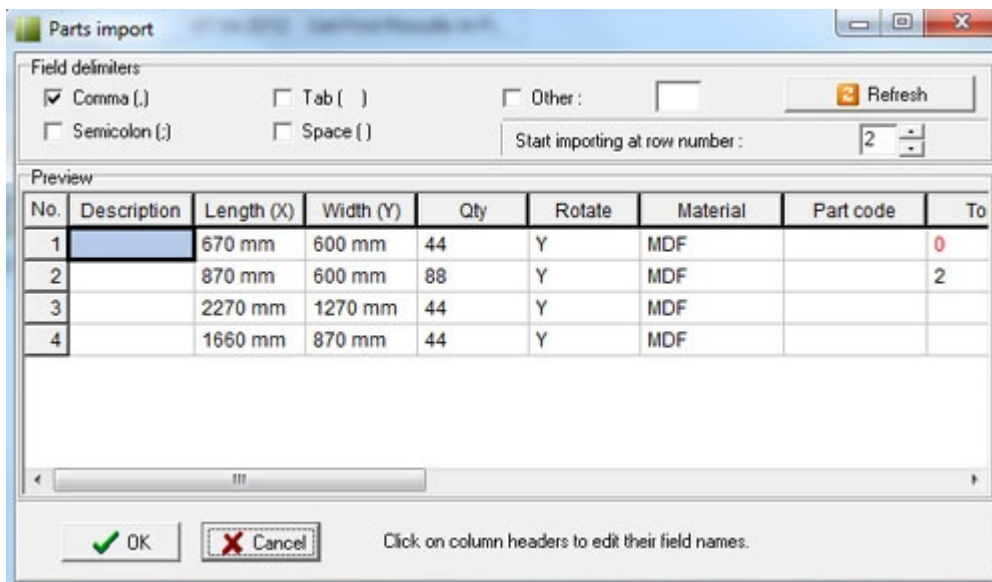 Parts import
Field delimiters
Comma (,) Tab ( ) Other : Refresh
Semicolon (;) Space ( ) Start importing at row number : 2
Preview
No. Description Length (X) Width (Y) Qty Rotate Material Part code To
1 670 mm 600 mm 44 Y MDF 0
2 870 mm 600 mm 88 Y MDF 2
3 2270 mm 1270 mm 44 Y MDF
4 1660 mm 870 mm 44 Y MDF
OK Cancel Click on column headers to edit their field names.